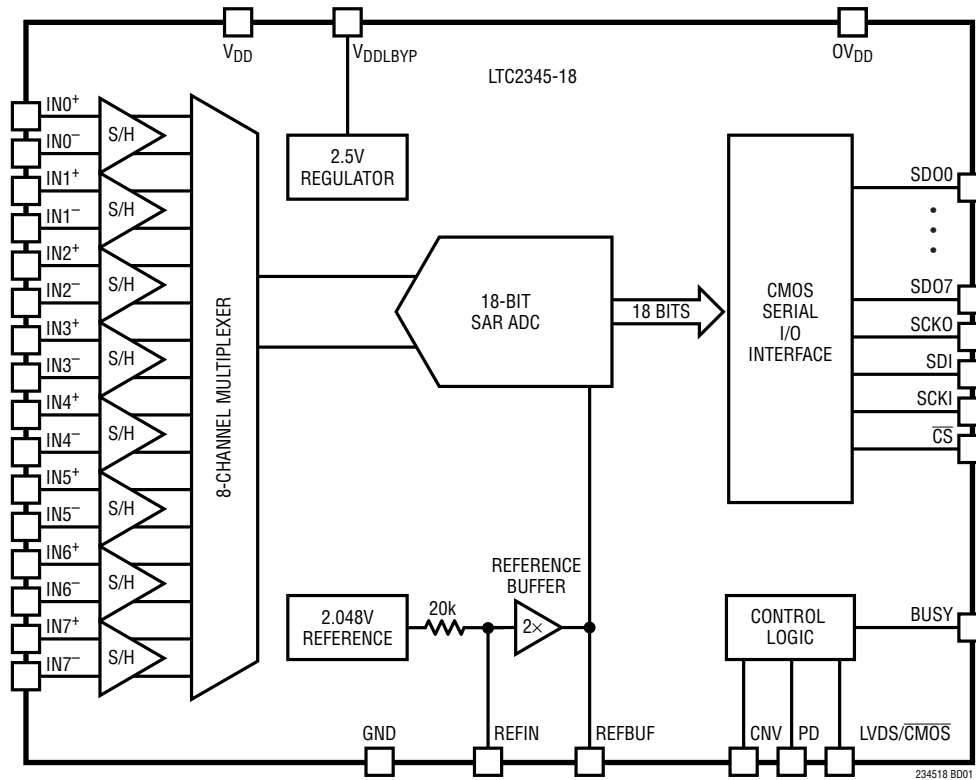 VDD
VDDLBYP
OVDD
LTC2345-18
IN0+
IN0−
IN1+
IN1−
IN2+
IN2−
IN3+
IN3−
IN4+
IN4−
IN5+
IN5−
IN6+
IN6−
IN7+
IN7−
S/H
S/H
S/H
S/H
S/H
S/H
S/H
S/H
8-CHANNEL MULTIPLEXER
2.5V
REGULATOR
18-BIT
SAR ADC
18 BITS
CMOS
SERIAL
I/O
INTERFACE
SDO0
SDO7
SCKO
SDI
SCKI
CS
2.048V
REFERENCE
20k
REFERENCE
BUFFER
2×
CONTROL
LOGIC
BUSY
GND
REFIN
REFBUF
CNV
PD
LVDS/CMOS
234518 BD01